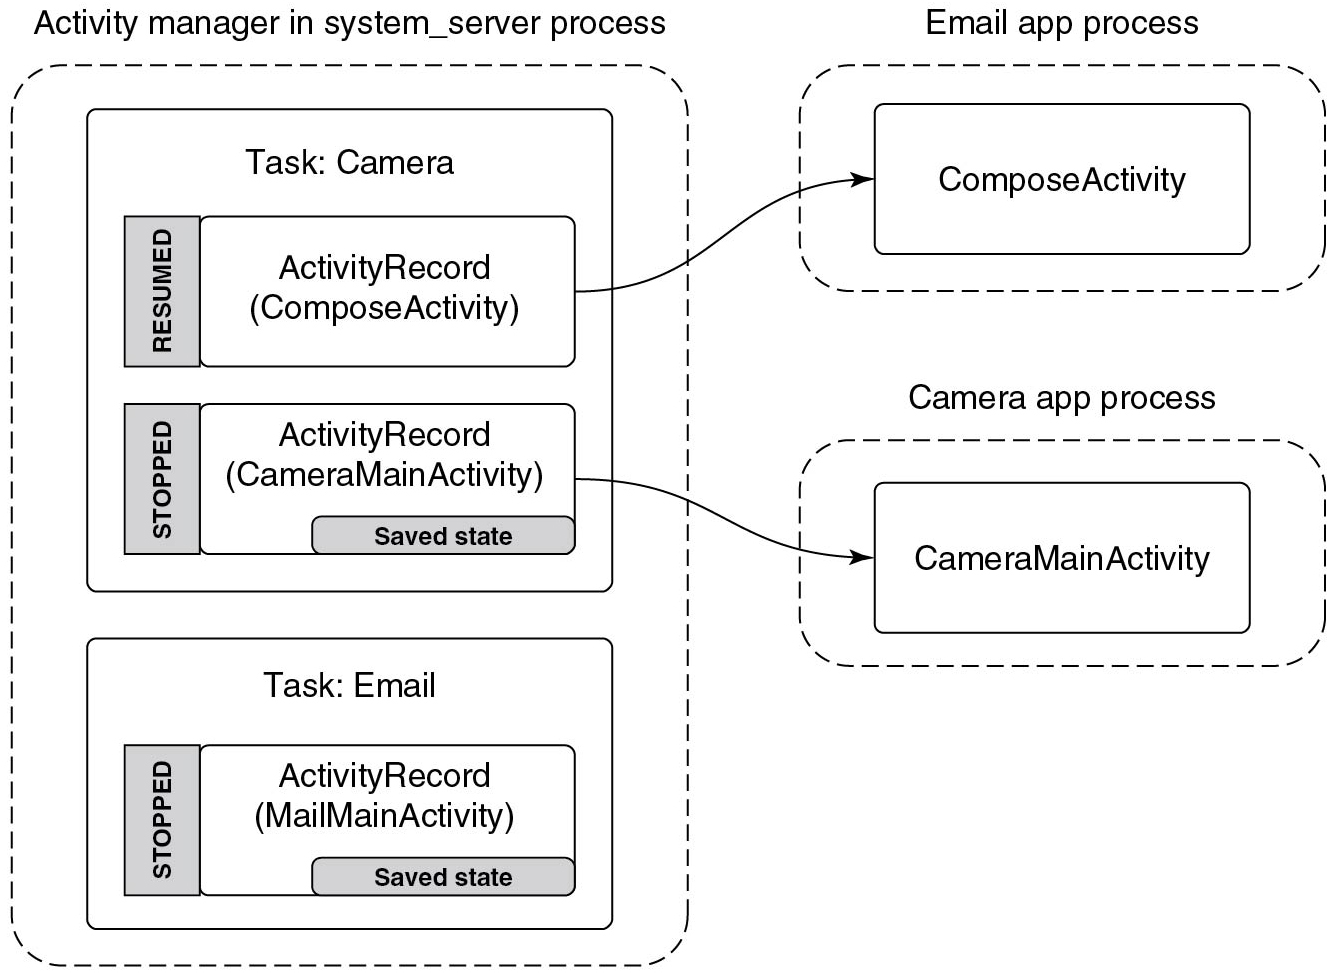 Activity manager in system_server process
Task: Camera
RESUMED
ActivityRecord
(ComposeActivity)
STOPPED
ActivityRecord
(CameraMainActivity)
Saved state
Task: Email
STOPPED
ActivityRecord
(MailMainActivity)
Saved state
Email app process
ComposeActivity
Camera app process
CameraMainActivity